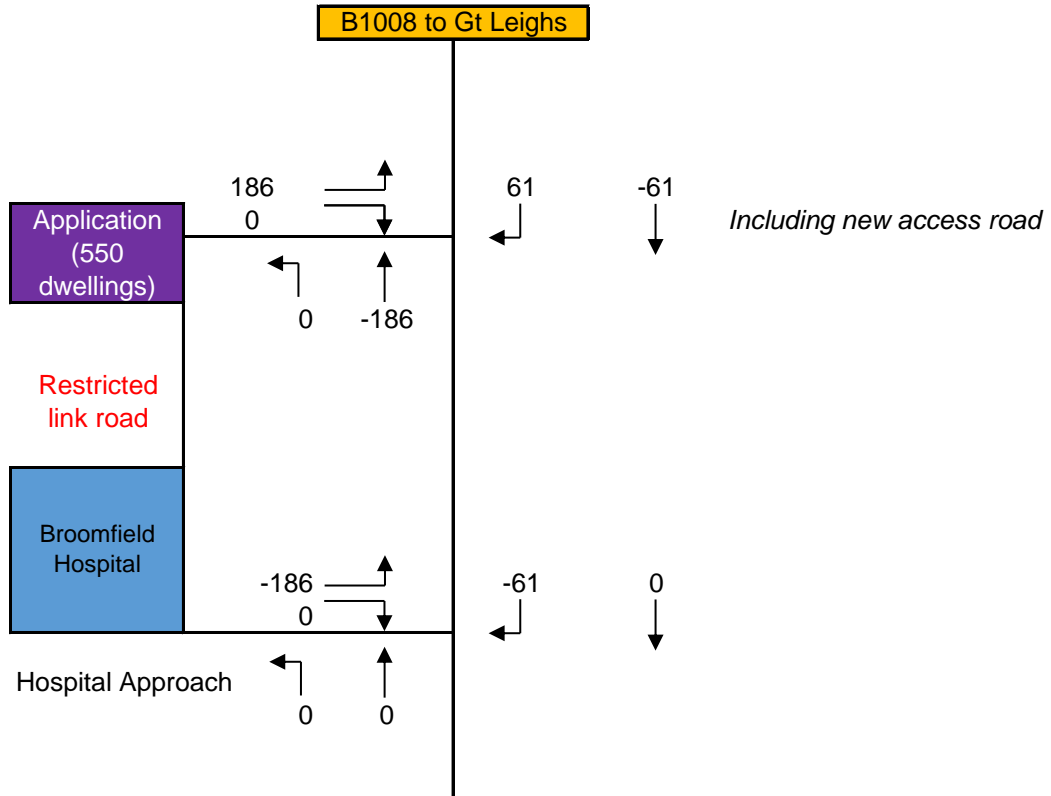 B1008 to Gt Leighs
186
0
61
-61
Including new access road
Application
(550
dwellings)
0
-186
Restricted
link road
Broomfield
Hospital
-186
0
-61
0
Hospital Approach
0
0